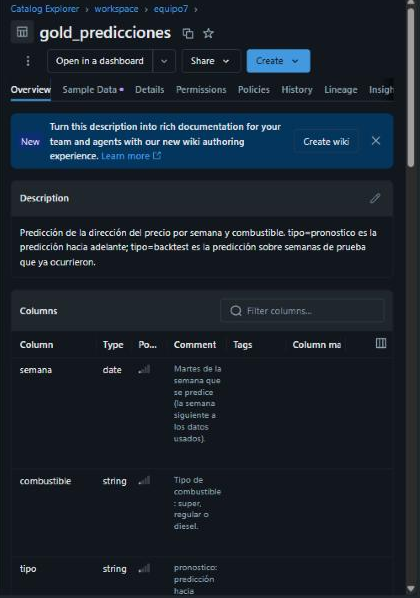 Catalog Explorer › workspace › equipo7 ›
gold_predicciones
Open in a dashboard Share Create
Overview Sample Data Details Permissions Policies History Lineage Insigh
New Turn this description into rich documentation for your
team and agents with our new wiki authoring
experience. Learn more
Create wiki
Description
Predicción de la dirección del precio por semana y combustible. tipo=pronostico es la
predicción hacia adelante; tipo=backtest es la predicción sobre semanas de prueba
que ya ocurrieron.
Columns
Filter columns...
Column Type Po... Comment Tags Column ma
semana date Martes de la
semana que
se predice
(la semana
siguiente a
los datos
usados).
combustible string Tipo de
combustible
: super,
regular o
diesel.
tipo string pronostico:
predicción
hacia